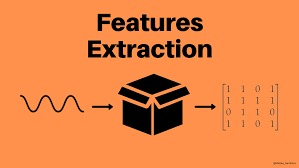 Features
Extraction
1 1 0 1
1 1 1 1
0 1 1 0
1 1 0 1